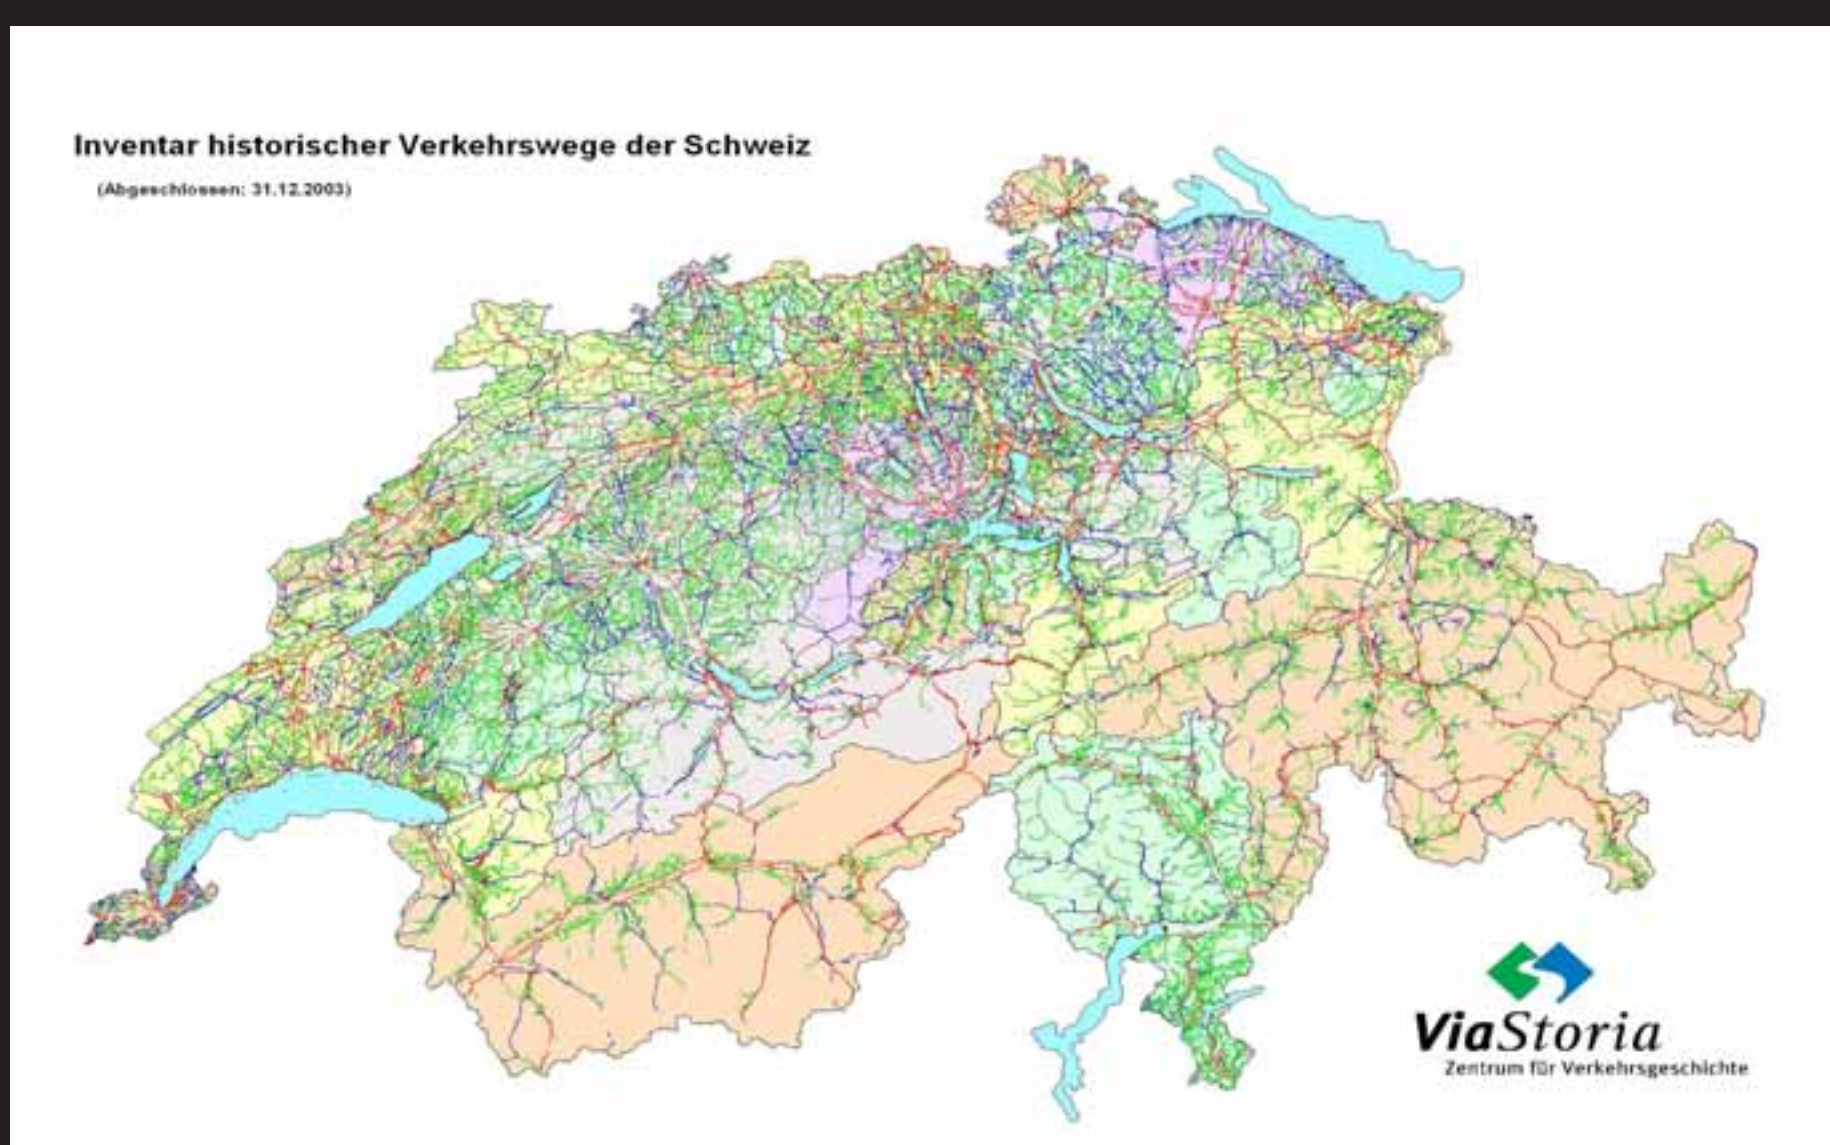 Inventar historischer Verkehrswege der Schweiz
(Abgeschlossen: 31.12.2003)
ViaStoria
Zentrum für Verkehrsgeschichte